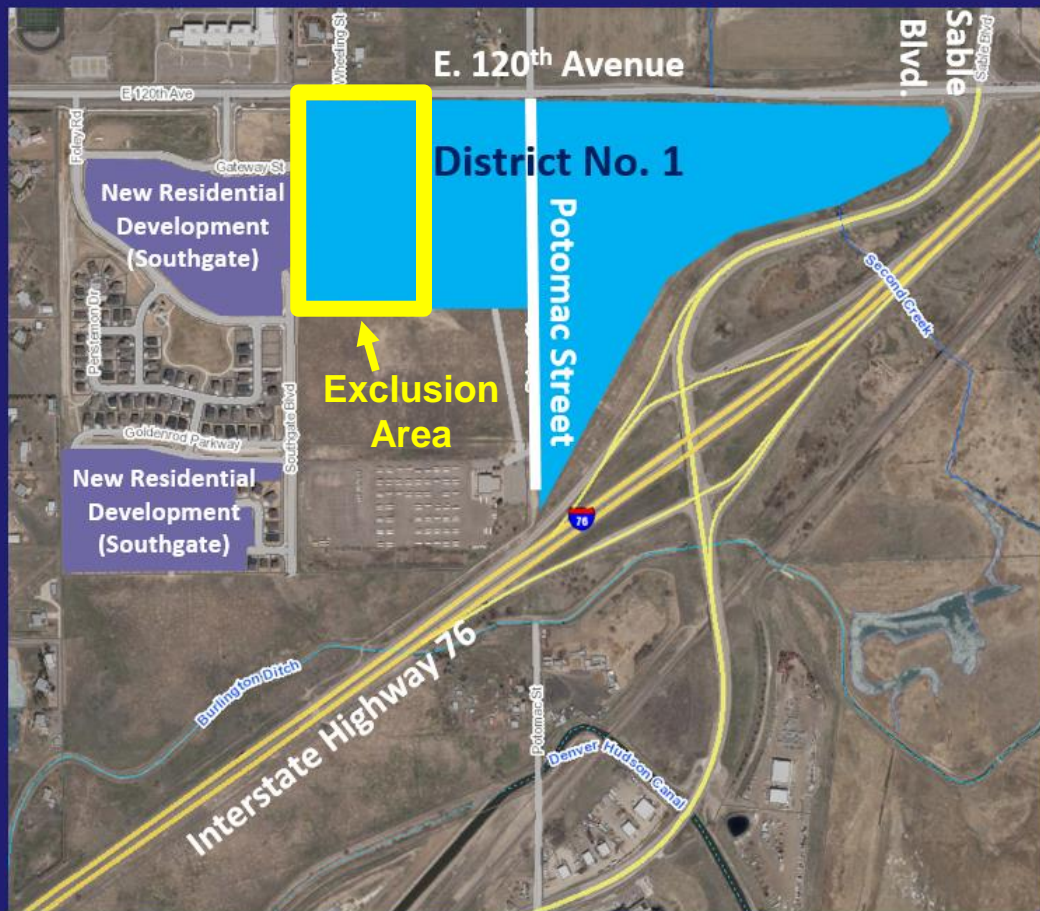 Sable
Blvd.
Sable Blvd
Wheeling St
E. 120th Avenue
E 120th Ave
Foley Rd
Gateway St
District No. 1
New Residential
Development
(Southgate)
Potomac Street
Second Creek
Penstemon Dr
Exclusion
Area
Goldenrod Parkway
Southgate Blvd
New Residential
Development
(Southgate)
76
Interstate Highway 76
Burlington Ditch
Potomac St
Denver Hudson Canal